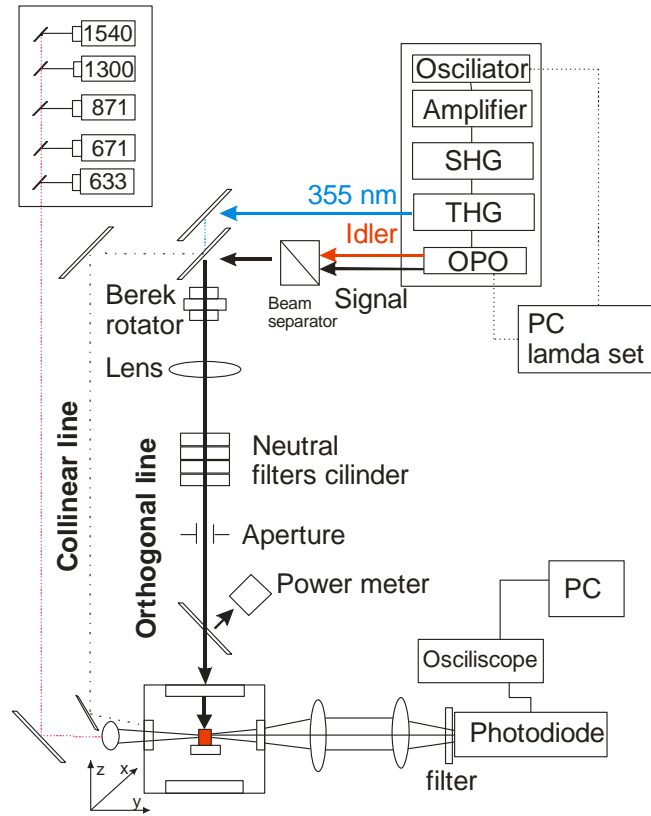 1540
1300
871
671
633
Osciliator
Amplifier
SHG
THG
OPO
355 nm
Idler
Signal
Beam
separator
PC
lamda set
Berek
rotator
Lens
Neutral
filters cilinder
Collinear line
Orthogonal line
Aperture
Power meter
PC
Osciliscope
Photodiode
filter
z
x
y